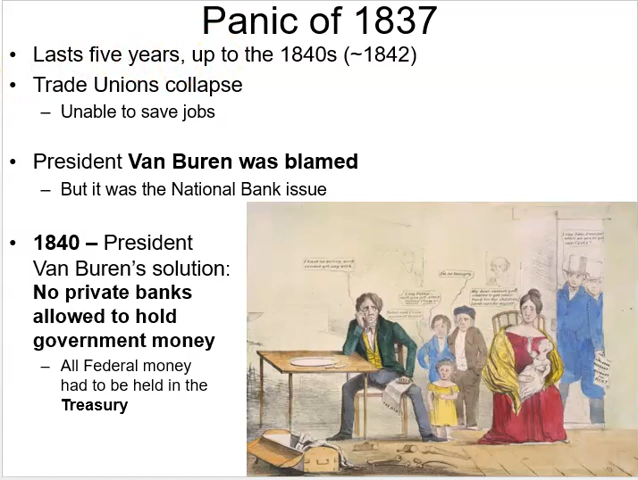 Panic of 1837
• Lasts five years, up to the 1840s (~1842)
• Trade Unions collapse
– Unable to save jobs
• President Van Buren was blamed
– But it was the National Bank issue
• 1840 – President
Van Buren's solution:
No private banks
allowed to hold
government money
– All Federal money
had to be held in the
Treasury
I'm so hungry